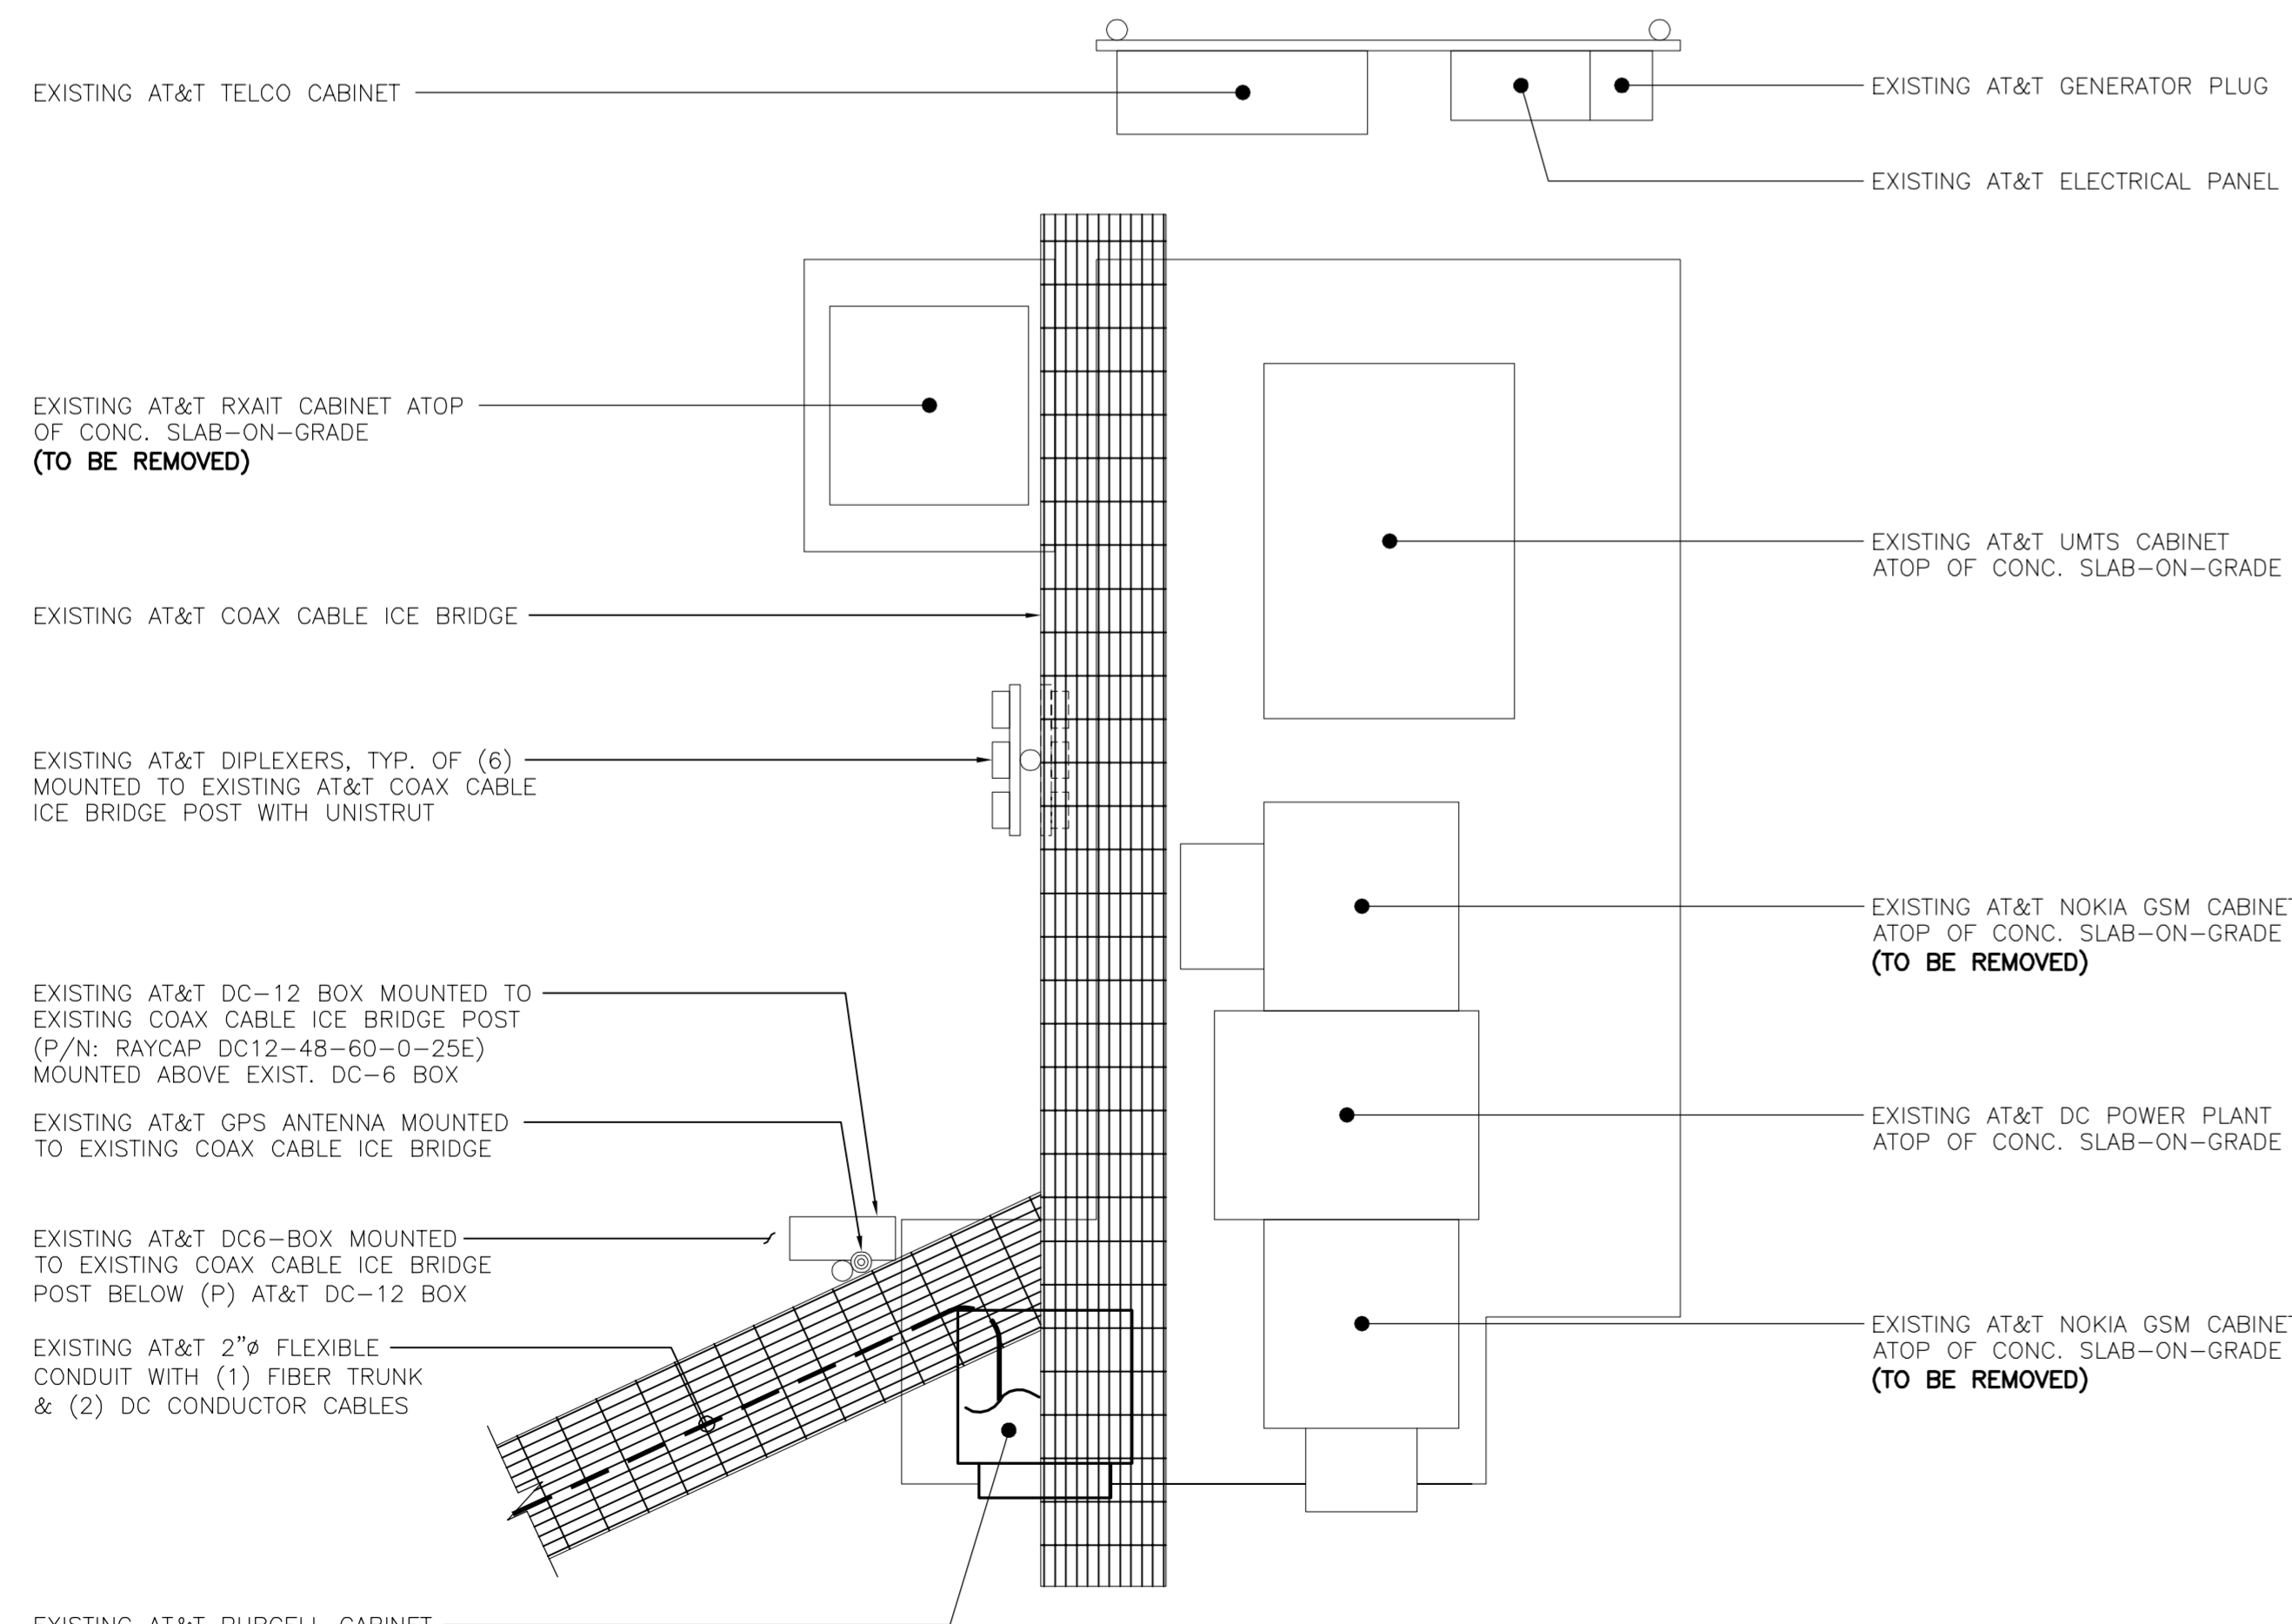 EXISTING AT&T TELCO CABINET
EXISTING AT&T RXAIT CABINET ATOP
OF CONC. SLAB-ON-GRADE
(TO BE REMOVED)
EXISTING AT&T COAX CABLE ICE BRIDGE
EXISTING AT&T DIPLEXERS, TYP. OF (6)
MOUNTED TO EXISTING AT&T COAX CABLE
ICE BRIDGE POST WITH UNISTRUT
EXISTING AT&T DC-12 BOX MOUNTED TO
EXISTING COAX CABLE ICE BRIDGE POST
(P/N: RAYCAP DC12-48-60-0-25E)
MOUNTED ABOVE EXIST. DC-6 BOX
EXISTING AT&T GPS ANTENNA MOUNTED
TO EXISTING COAX CABLE ICE BRIDGE
EXISTING AT&T DC6-BOX MOUNTED
TO EXISTING COAX CABLE ICE BRIDGE
POST BELOW (P) AT&T DC-12 BOX
EXISTING AT&T 2"ø FLEXIBLE
CONDUIT WITH (1) FIBER TRUNK
& (2) DC CONDUCTOR CABLES
EXISTING AT&T PURCELL CABINET
EXISTING AT&T GENERATOR PLUG
EXISTING AT&T ELECTRICAL PANEL
EXISTING AT&T UMTS CABINET
ATOP OF CONC. SLAB-ON-GRADE
EXISTING AT&T NOKIA GSM CABINET
ATOP OF CONC. SLAB-ON-GRADE
(TO BE REMOVED)
EXISTING AT&T DC POWER PLANT
ATOP OF CONC. SLAB-ON-GRADE
EXISTING AT&T NOKIA GSM CABINET
ATOP OF CONC. SLAB-ON-GRADE
(TO BE REMOVED)